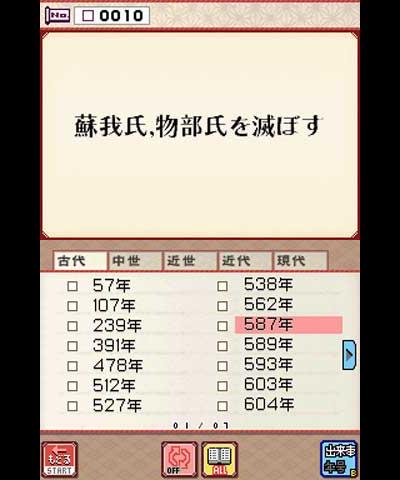 No. 0010
蘇我氏,物部氏を滅ぼす
古代 中世 近世 近代 現代
57年 538年
107年 562年
239年 587年
391年 589年
478年 593年
512年 603年
527年 604年
01 / 07
もどる
START
OFF
ALL
出来事
年号
B